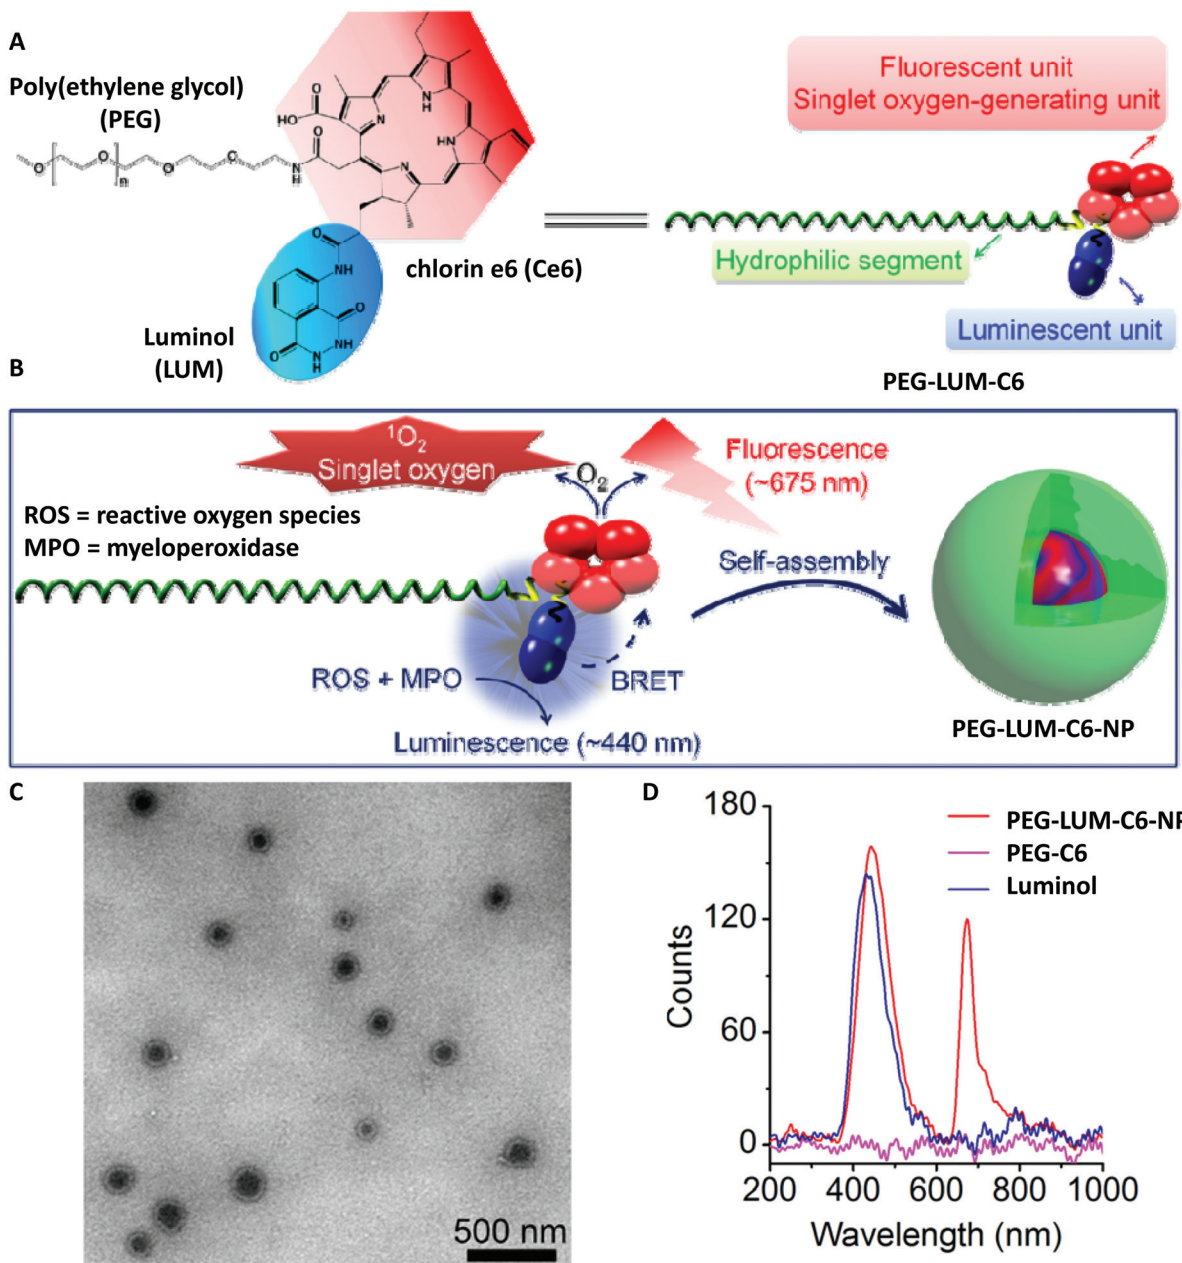 A
Poly(ethylene glycol)
(PEG)
O
O
n
O
O
N
H
HO
O
O
N
N
H
HN
N
O
NH
O
NH
N
H
O
chlorin e6 (Ce6)
Luminol
(LUM)
Fluorescent unit
Singlet oxygen-generating unit
Hydrophilic segment
Luminescent unit
PEG-LUM-C6
B
¹O₂
Singlet oxygen
O₂
Fluorescence
(~675 nm)
ROS = reactive oxygen species
MPO = myeloperoxidase
Self-assembly
ROS + MPO
BRET
Luminescence (~440 nm)
PEG-LUM-C6-NP
C
500 nm
D
180
120
60
0
Counts
200 400 600 800 1000
Wavelength (nm)
PEG-LUM-C6-NP
PEG-C6
Luminol